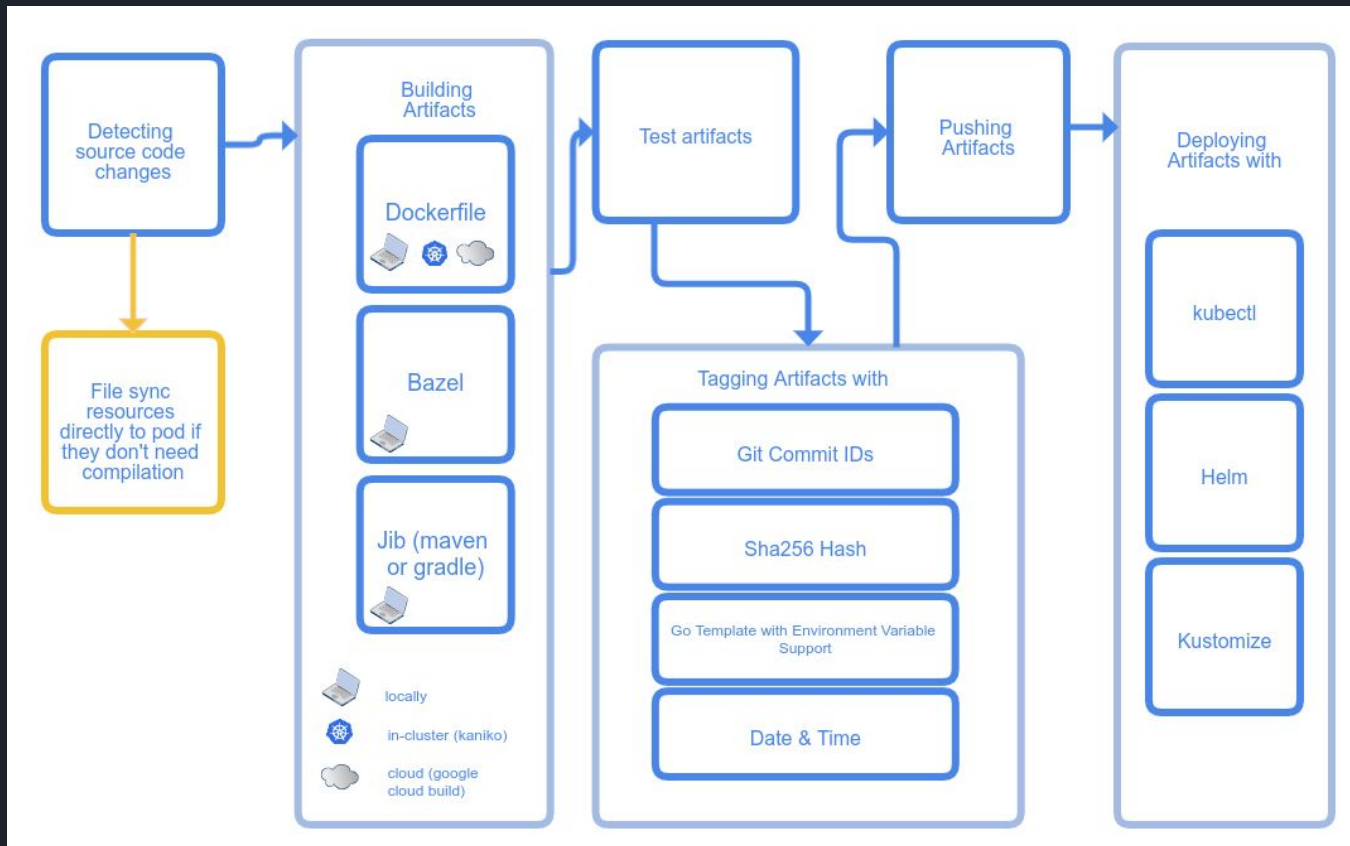 Detecting
source code
changes
File sync
resources
directly to pod if
they don't need
compilation
Building
Artifacts
Dockerfile
Bazel
Jib (maven
or gradle)
locally
in-cluster (kaniko)
cloud (google
cloud build)
Test artifacts
Tagging Artifacts with
Git Commit IDs
Sha256 Hash
Go Template with Environment Variable
Support
Date & Time
Pushing
Artifacts
Deploying
Artifacts with
kubectl
Helm
Kustomize